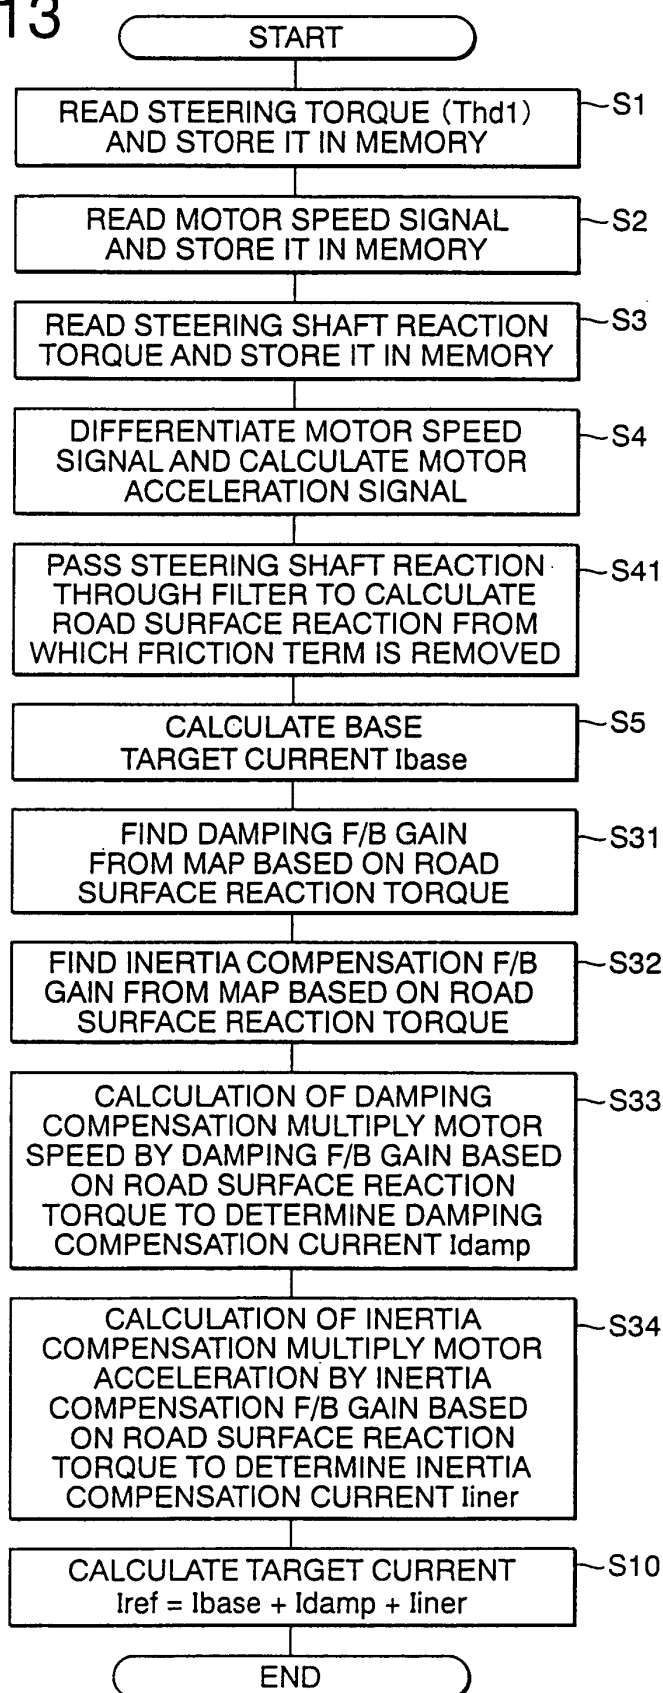 13
START
READ STEERING TORQUE (Thd1)
AND STORE IT IN MEMORY
S1
READ MOTOR SPEED SIGNAL
AND STORE IT IN MEMORY
S2
READ STEERING SHAFT REACTION
TORQUE AND STORE IT IN MEMORY
S3
DIFFERENTIATE MOTOR SPEED
SIGNAL AND CALCULATE MOTOR
ACCELERATION SIGNAL
S4
PASS STEERING SHAFT REACTION
THROUGH FILTER TO CALCULATE
ROAD SURFACE REACTION FROM
WHICH FRICTION TERM IS REMOVED
S41
CALCULATE BASE
TARGET CURRENT Ibase
S5
FIND DAMPING F/B GAIN
FROM MAP BASED ON ROAD
SURFACE REACTION TORQUE
S31
FIND INERTIA COMPENSATION F/B
GAIN FROM MAP BASED ON ROAD
SURFACE REACTION TORQUE
S32
CALCULATION OF DAMPING
COMPENSATION MULTIPLY MOTOR
SPEED BY DAMPING F/B GAIN BASED
ON ROAD SURFACE REACTION
TORQUE TO DETERMINE DAMPING
COMPENSATION CURRENT Idamp
S33
CALCULATION OF INERTIA
COMPENSATION MULTIPLY MOTOR
ACCELERATION BY INERTIA
COMPENSATION F/B GAIN BASED
ON ROAD SURFACE REACTION
TORQUE TO DETERMINE INERTIA
COMPENSATION CURRENT Iiner
S34
CALCULATE TARGET CURRENT
Iref = Ibase + Idamp + Iiner
S10
END